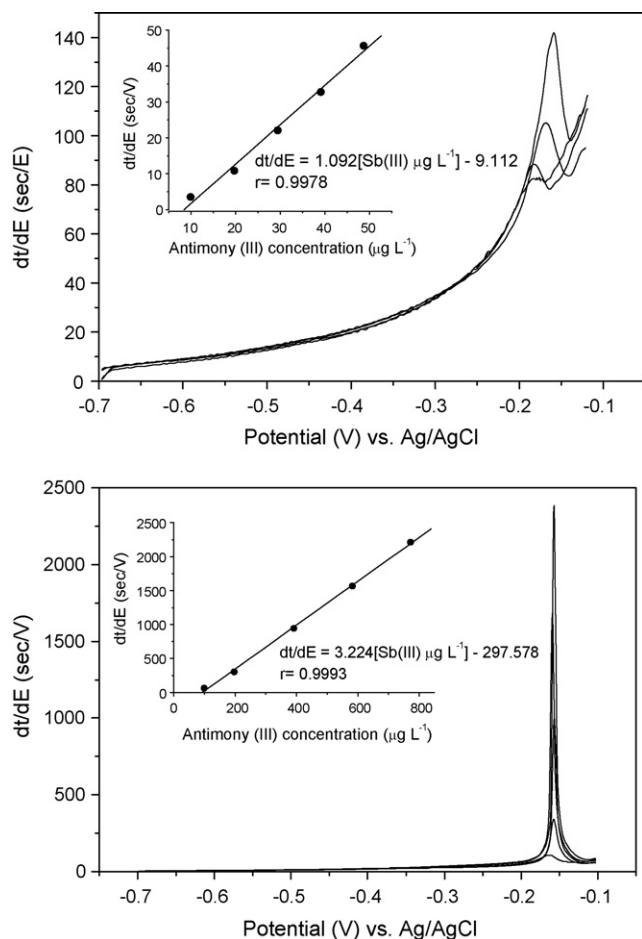 140
120
100
80
60
40
20
0
dt/dE (sec/E)
50
40
30
20
10
0
dt/dE (sec/V)
dt/dE = 1.092[Sb(III) μg L⁻¹] - 9.112
r= 0.9978
10 20 30 40 50
Antimony (III) concentration (μg L⁻¹)
-0.7 -0.6 -0.5 -0.4 -0.3 -0.2 -0.1
Potential (V) vs. Ag/AgCl
2500
2000
1500
1000
500
0
dt/dE (sec/V)
2500
2000
1500
1000
500
0
dt/dE (sec/V)
dt/dE = 3.224[Sb(III) μg L⁻¹] - 297.578
r= 0.9993
0 200 400 600 800
Antimony (III) concentration (μg L⁻¹)
-0.7 -0.6 -0.5 -0.4 -0.3 -0.2 -0.1
Potential (V) vs. Ag/AgCl